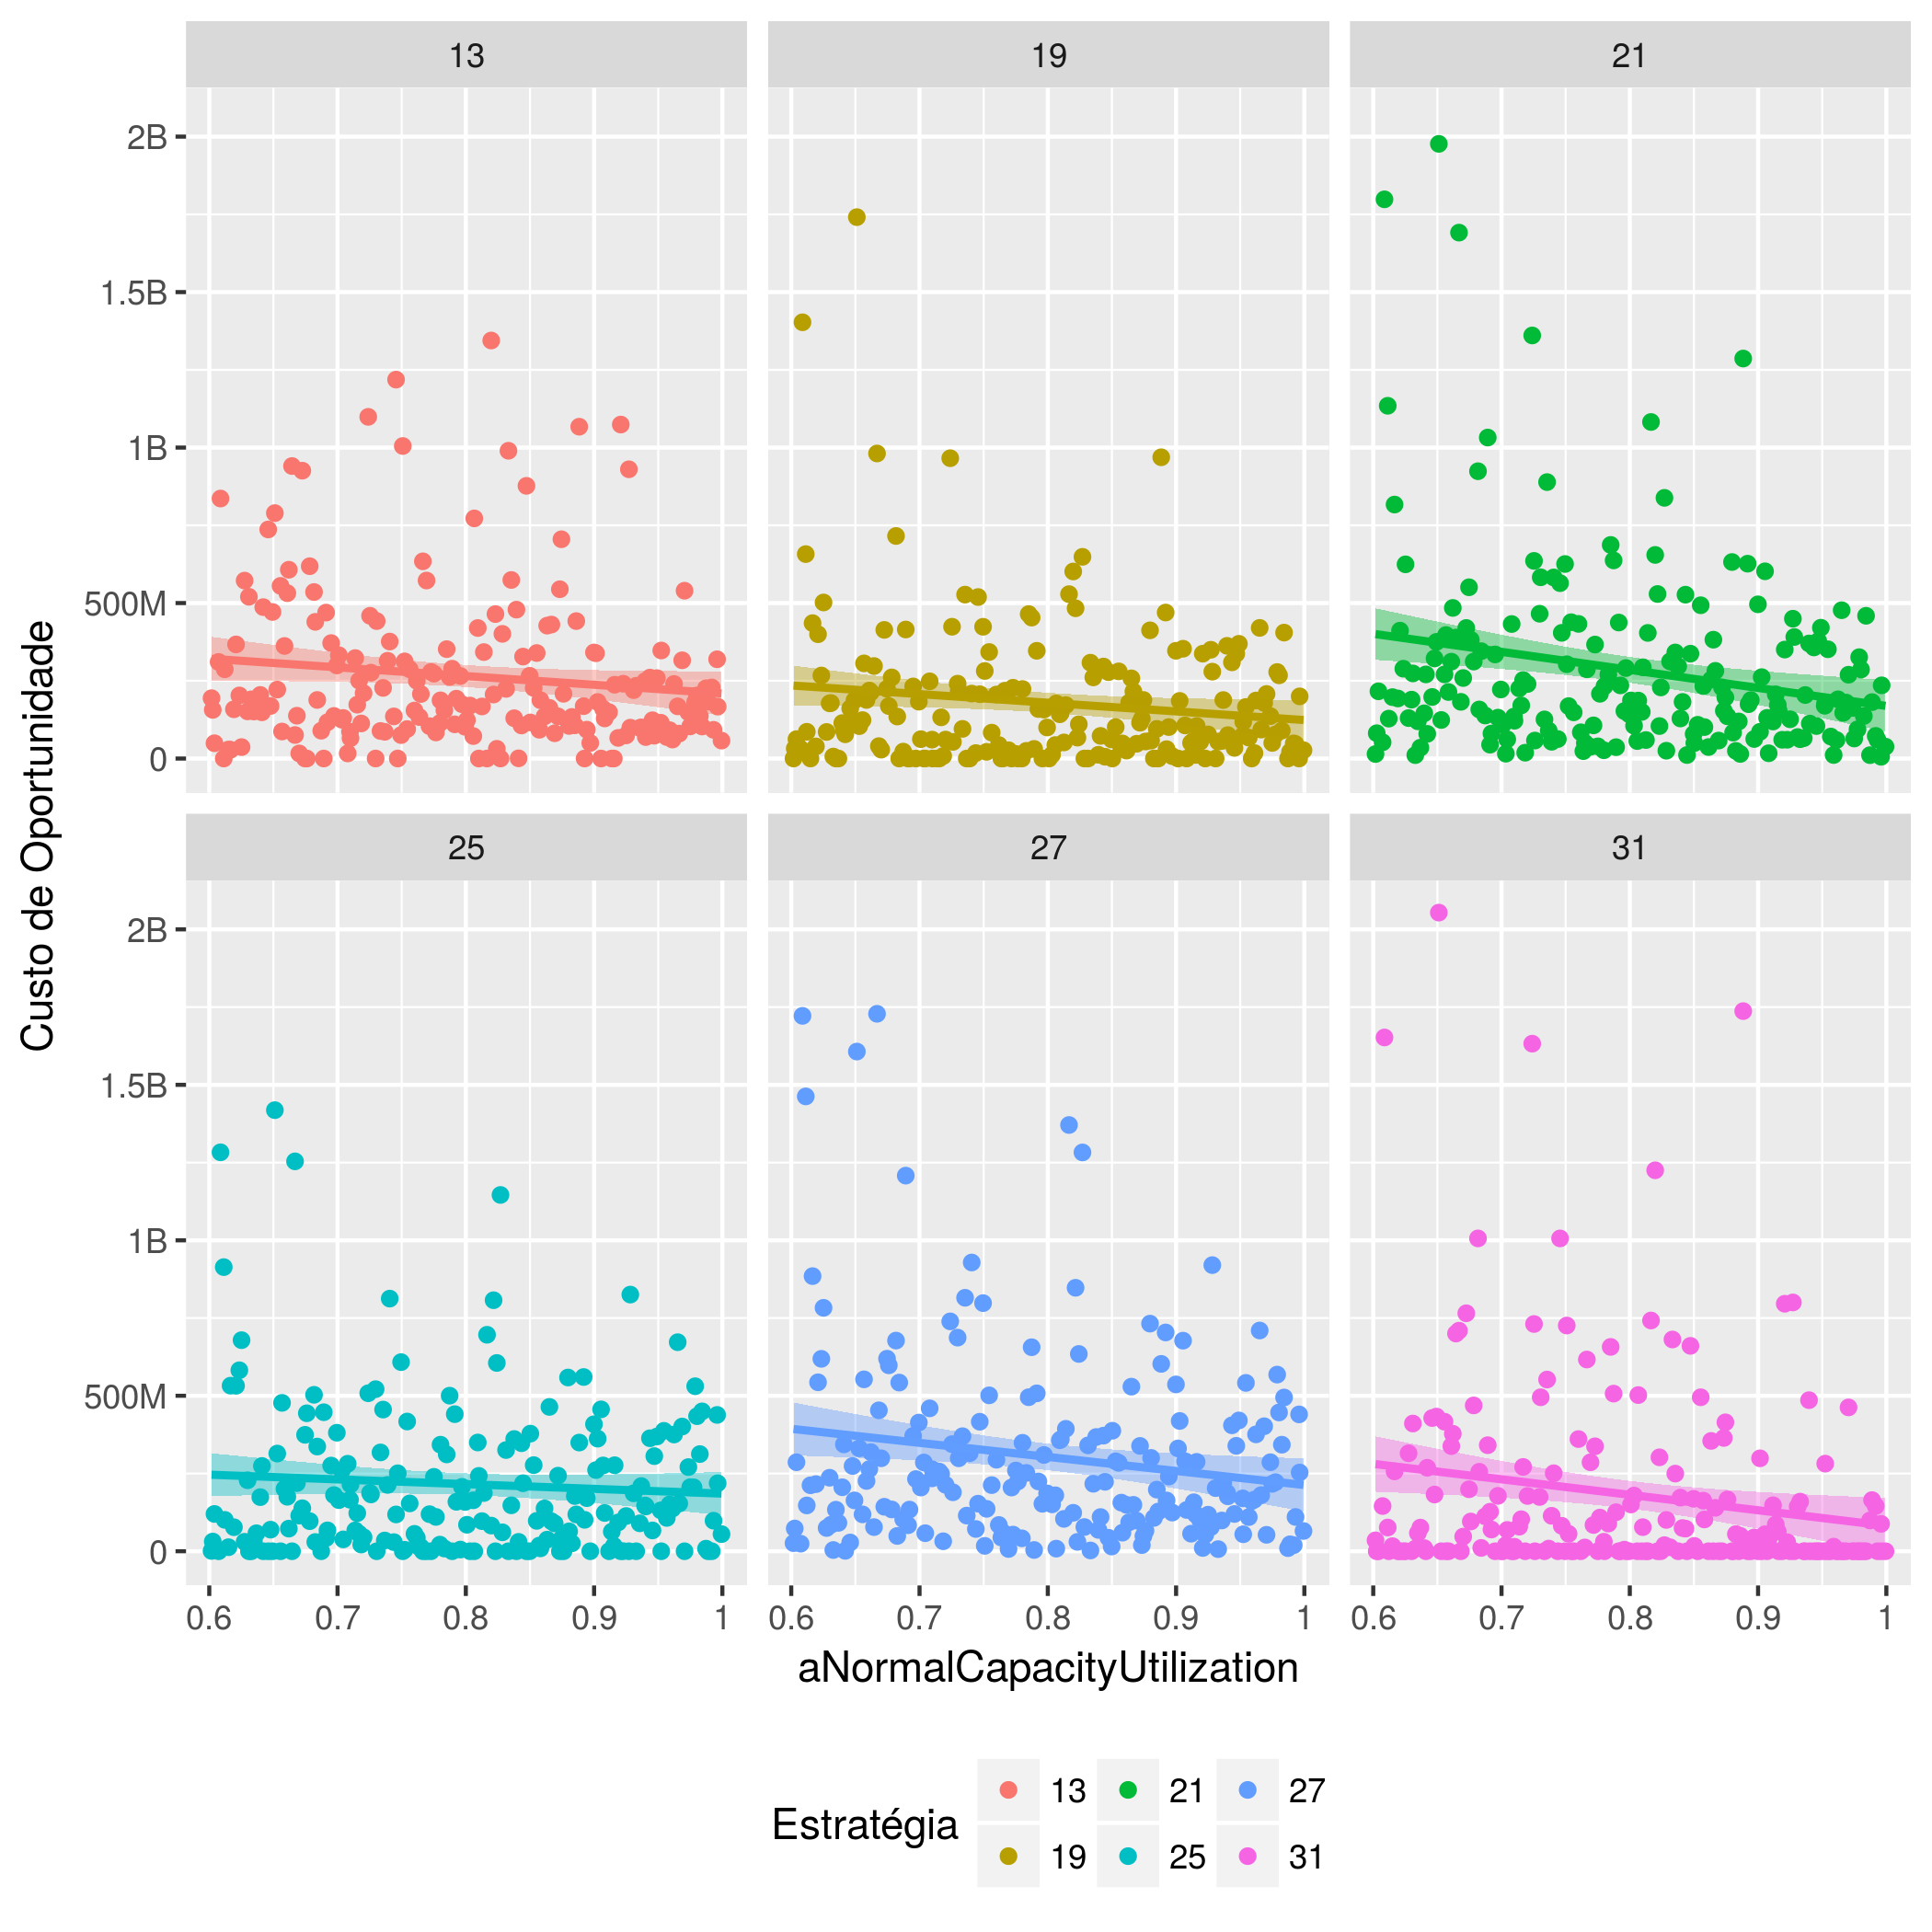 13 19 21
2B
1.5B
1B
500M
0
25 27 31
2B
1.5B
1B
500M
0
Custo de Oportunidade
0.6 0.7 0.8 0.9 1 0.6 0.7 0.8 0.9 1 0.6 0.7 0.8 0.9 1
aNormalCapacityUtilization
Estratégia
13 21 27
19 25 31